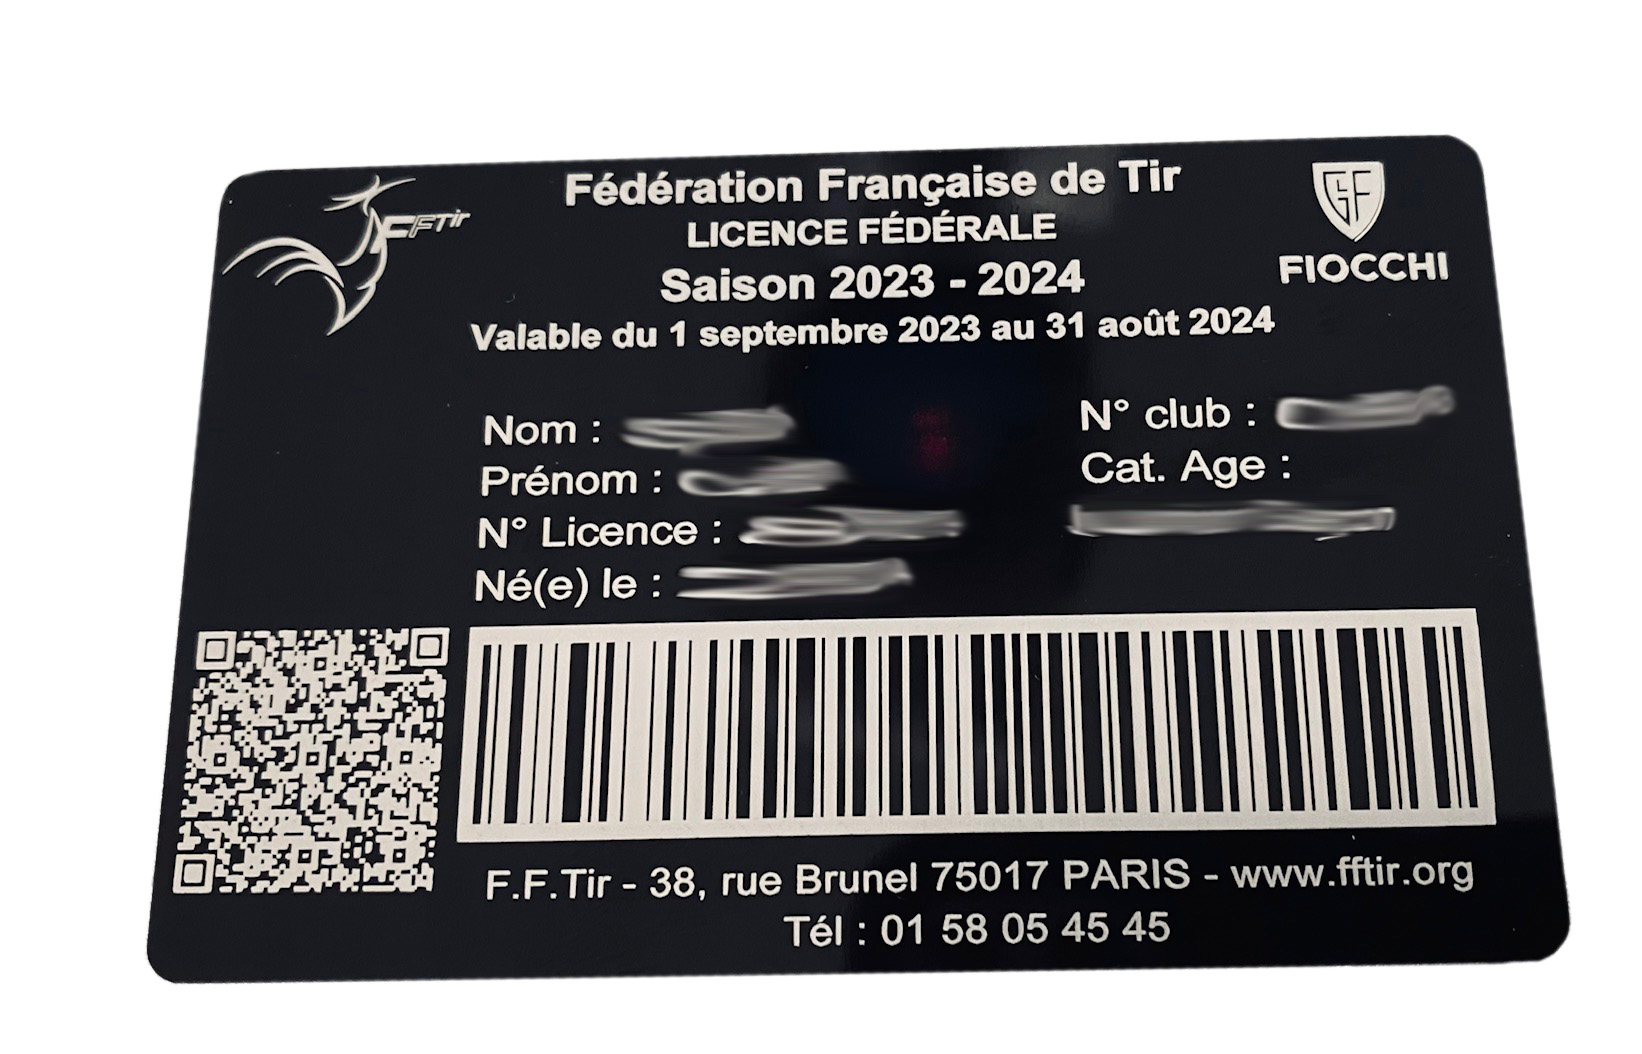 FFTir
Fédération Française de Tir
LICENCE FÉDÉRALE
Saison 2023 - 2024
Valable du 1 septembre 2023 au 31 août 2024
GF
FIOCCHI
Nom :
Prénom :
N° Licence :
Né(e) le :
N° club :
Cat. Age :
F.F.Tir - 38, rue Brunel 75017 PARIS - www.fftir.org
Tél : 01 58 05 45 45